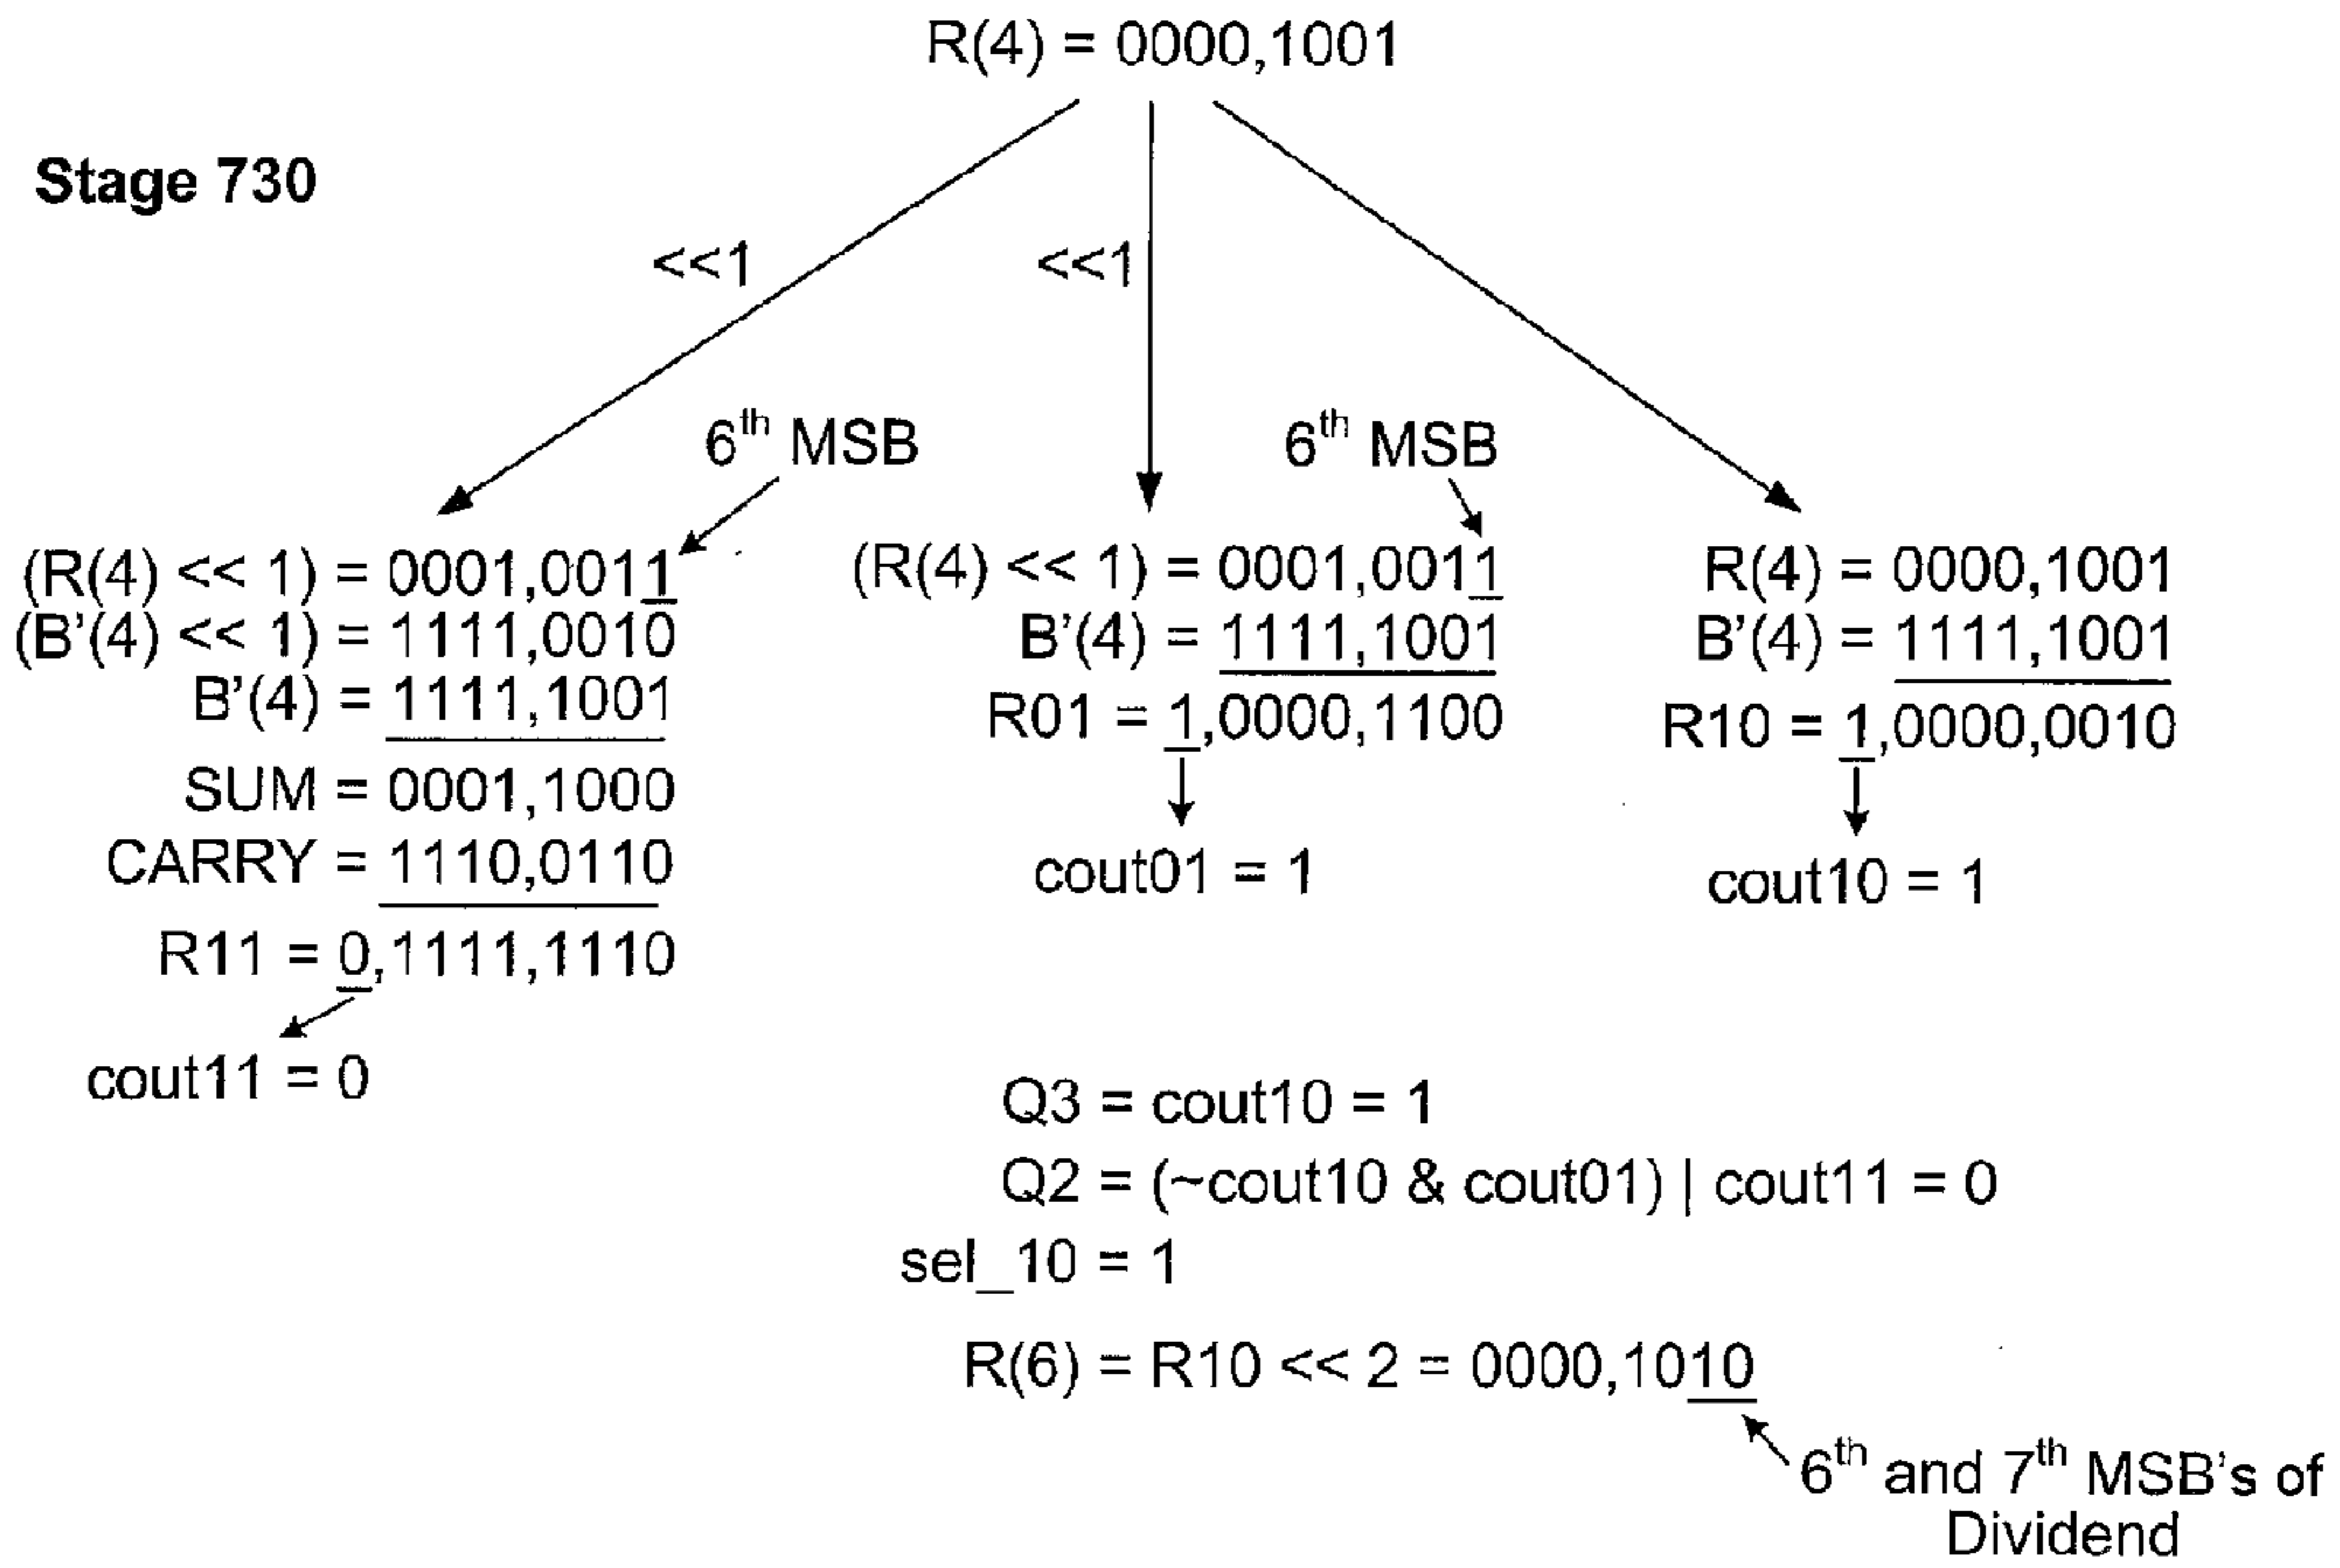 R(4) = 0000,1001
Stage 730
<<1
<<1
6th MSB
6th MSB
(R(4) << 1) = 0001,0011
(B'(4) << 1) = 1111,0010
B'(4) = 1111,1001
SUM = 0001,1000
CARRY = 1110,0110
R11 = 0,1111,1110
cout11 = 0
(R(4) << 1) = 0001,0011
B'(4) = 1111,1001
R01 = 1,0000,1100
cout01 = 1
R(4) = 0000,1001
B'(4) = 1111,1001
R10 = 1,0000,0010
cout10 = 1
Q3 = cout10 = 1
Q2 = (~cout10 & cout01) | cout11 = 0
sel_10 = 1
R(6) = R10 << 2 = 0000,1010
6th and 7th MSB's of
Dividend